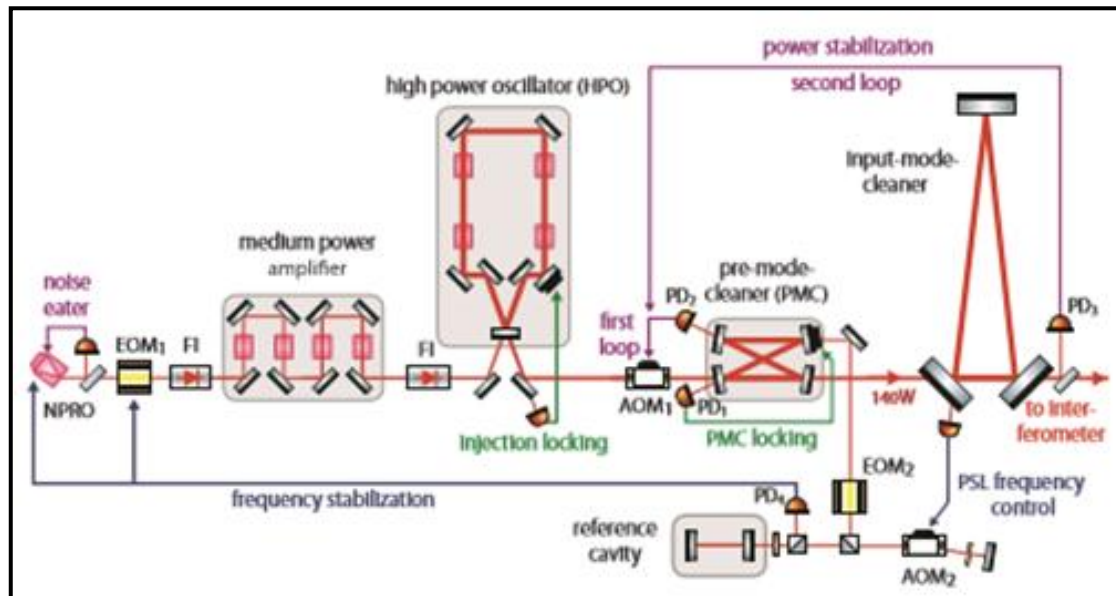 power stabilization
second loop
high power oscillator (HPO)
input-mode-
cleaner
medium power
amplifier
pre-mode-
cleaner (PMC)
noise
eater
PD2
PD3
first
loop
EOM1
FI
FI
NPRO
AOM1
PD1
140W
to inter-
ferometer
injection locking
PMC locking
EOM2
frequency stabilization
PD4
PSL frequency
control
reference
cavity
AOM2